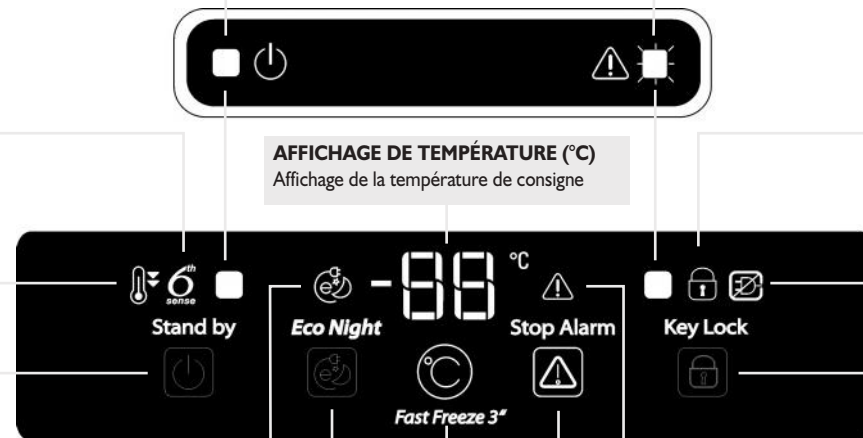 AFFICHAGE DE TEMPÉRATURE (°C)
Affichage de la température de consigne
6th sense
-88 °C
Stand by
Eco Night
Stop Alarm
Key Lock
e
e
°C
Fast Freeze 3”